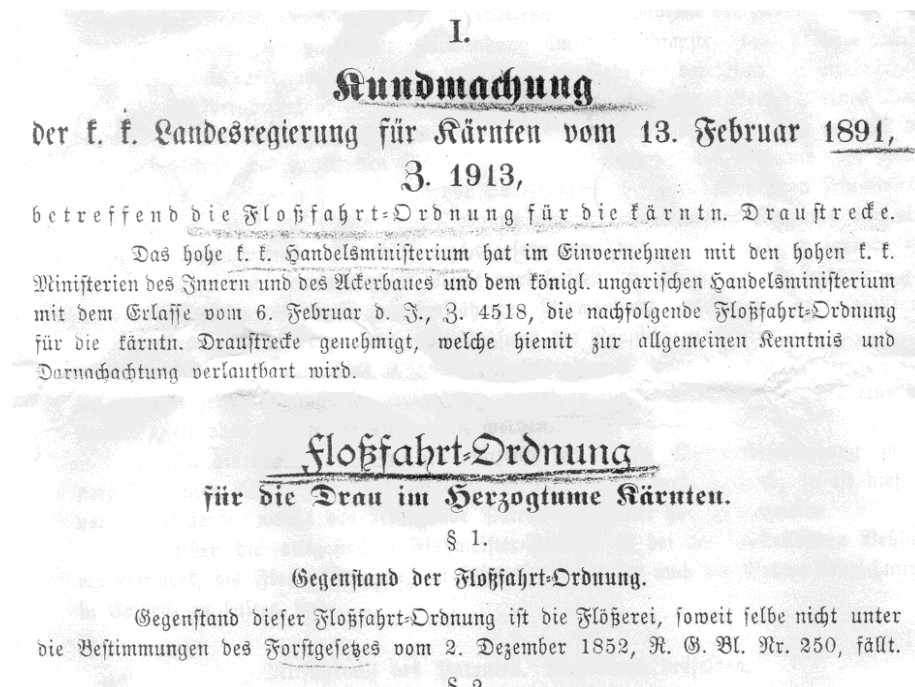 I.
Kundmachung
der k. k. Landesregierung für Kärnten vom 13. Februar 1891,
Z. 1913,
betreffend die Floßfahrt-Ordnung für die kärntn. Draustrecke.
Das hohe k. k. Handelsministerium hat im Einvernehmen mit den hohen k. k.
Ministerien des Innern und des Ackerbaues und dem königl. ungarischen Handelsministerium
mit dem Erlasse vom 6. Februar d. J., Z. 4518, die nachfolgende Floßfahrt-Ordnung
für die kärntn. Draustrecke genehmigt, welche hiemit zur allgemeinen Kenntnis und
Darnachachtung verlautbart wird.
Floßfahrt-Ordnung
für die Drau im Herzogtume Kärnten.
§ 1.
Gegenstand der Floßfahrt-Ordnung.
Gegenstand dieser Floßfahrt-Ordnung ist die Flößerei, soweit selbe nicht unter
die Bestimmungen des Forstgesetzes vom 2. Dezember 1852, R. G. Bl. Nr. 250, fällt.
§ 2.